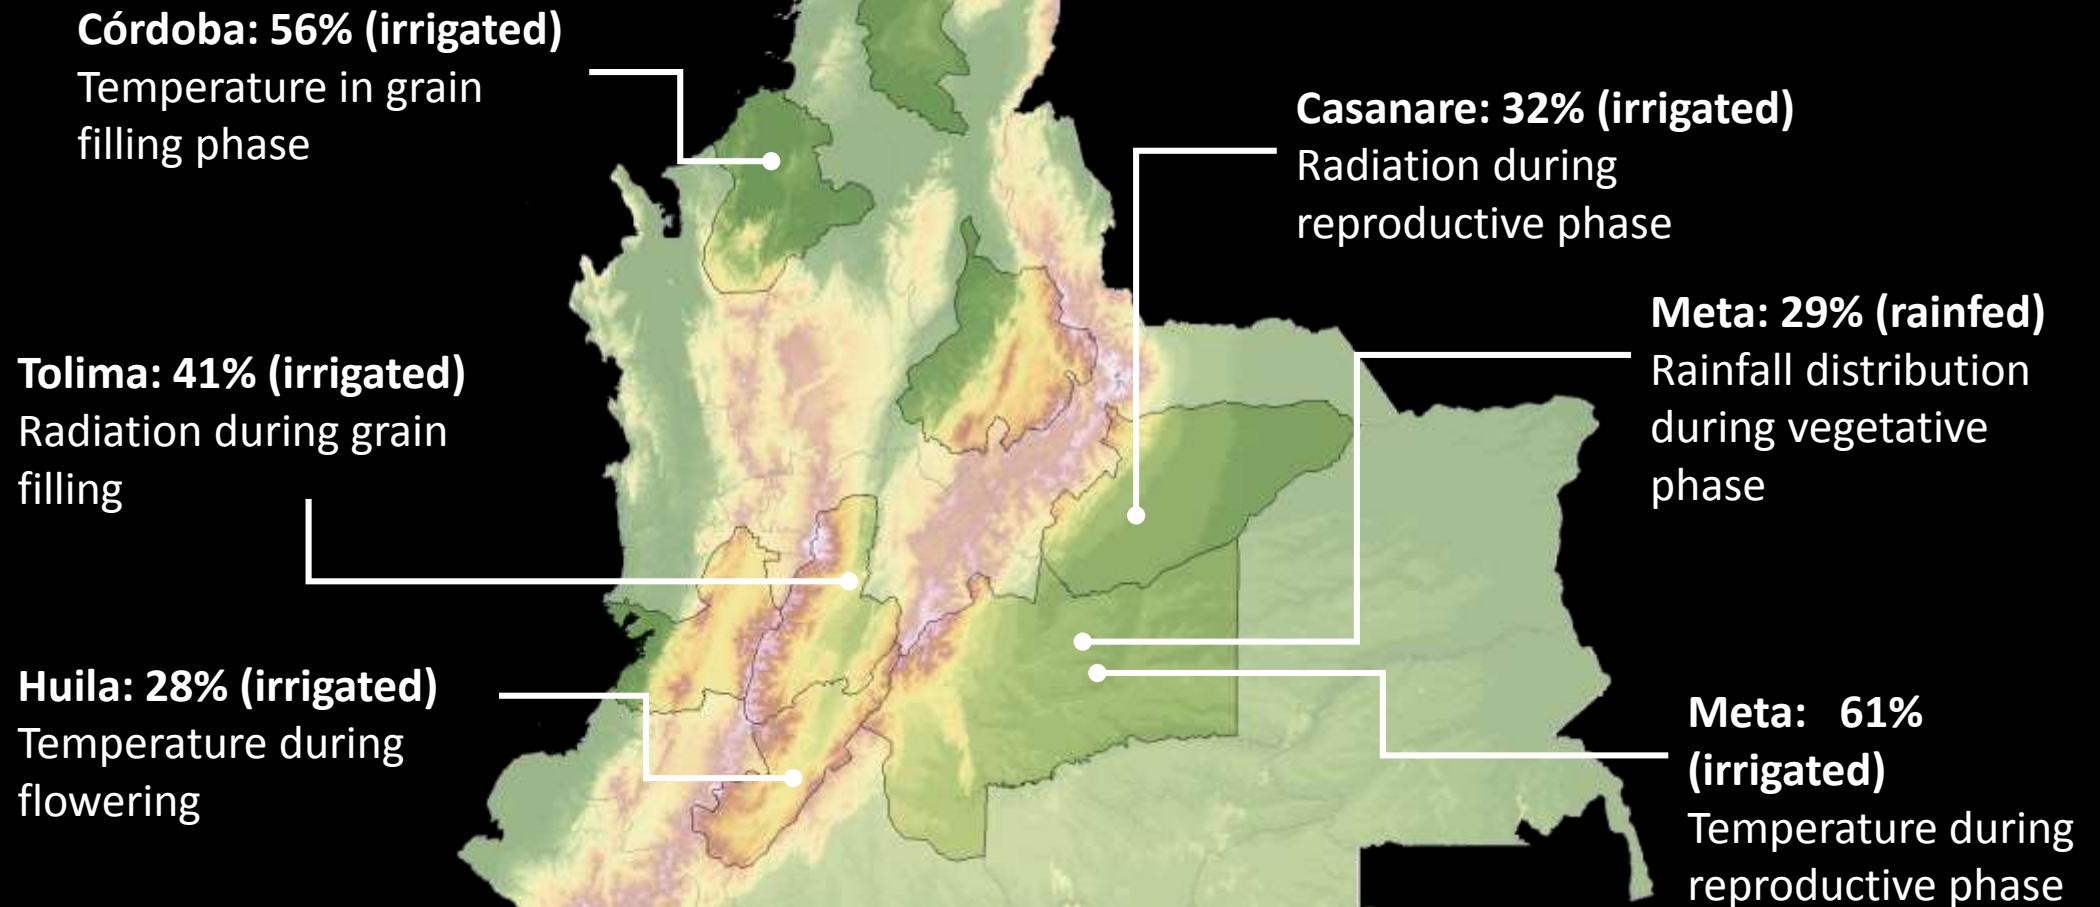 Córdoba: 56% (irrigated)
Temperature in grain
filling phase
Casanare: 32% (irrigated)
Radiation during
reproductive phase
Meta: 29% (rainfed)
Rainfall distribution
during vegetative
phase
Tolima: 41% (irrigated)
Radiation during grain
filling
Huila: 28% (irrigated)
Temperature during
flowering
Meta: 61%
(irrigated)
Temperature during
reproductive phase